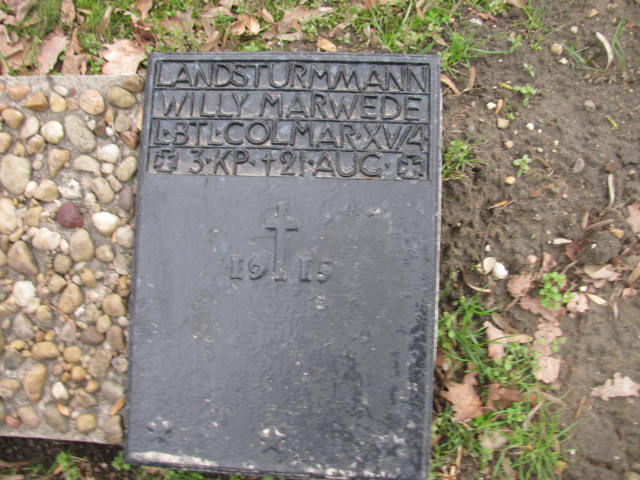 LANDSTURMMANN
WILLY MARWEDE
I·BTL·COLMAR·XV/4
3·KP·†21·AUG·
19 15